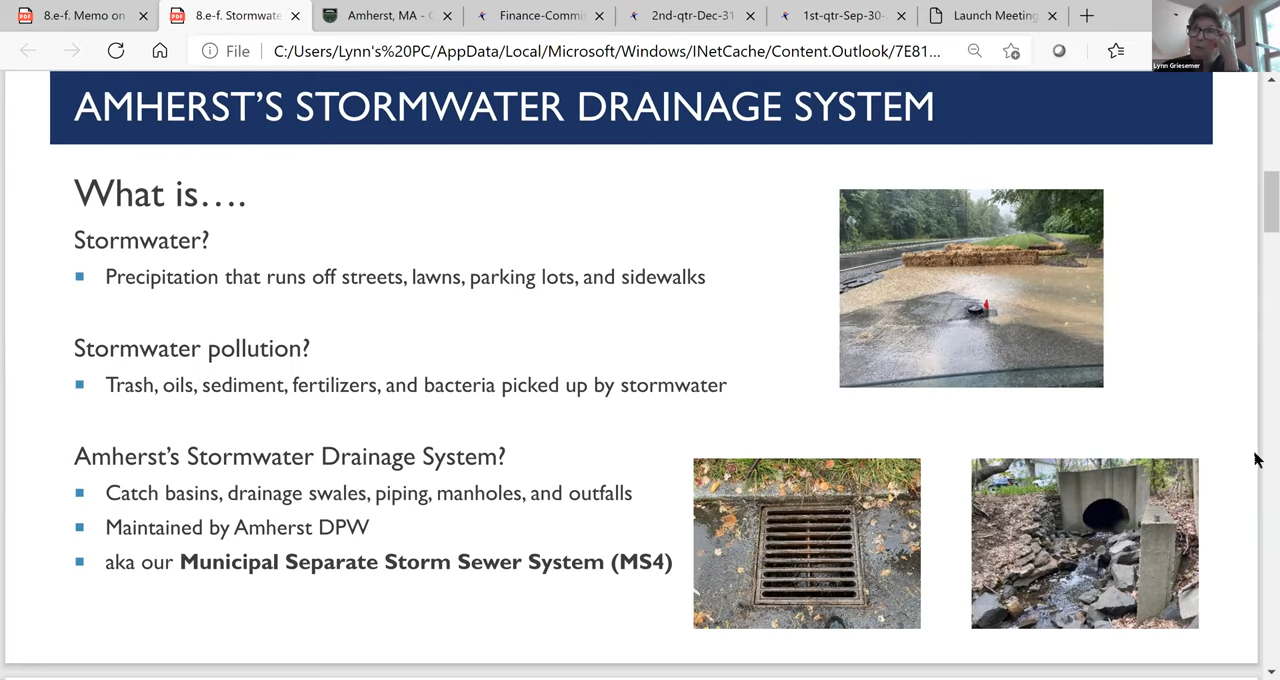 8.e-f. Memo on
8.e-f. Stormwate
Amherst, MA - C
Finance-Commi
2nd-qtr-Dec-31
1st-qtr-Sep-30-
Launch Meeting
File
C:/Users/Lynn's%20PC/AppData/Local/Microsoft/Windows/INetCache/Content.Outlook/7E81...
Lynn Griesemer
AMHERST'S STORMWATER DRAINAGE SYSTEM
What is….
Stormwater?
Precipitation that runs off streets, lawns, parking lots, and sidewalks
Stormwater pollution?
Trash, oils, sediment, fertilizers, and bacteria picked up by stormwater
Amherst's Stormwater Drainage System?
Catch basins, drainage swales, piping, manholes, and outfalls
Maintained by Amherst DPW
aka our Municipal Separate Storm Sewer System (MS4)